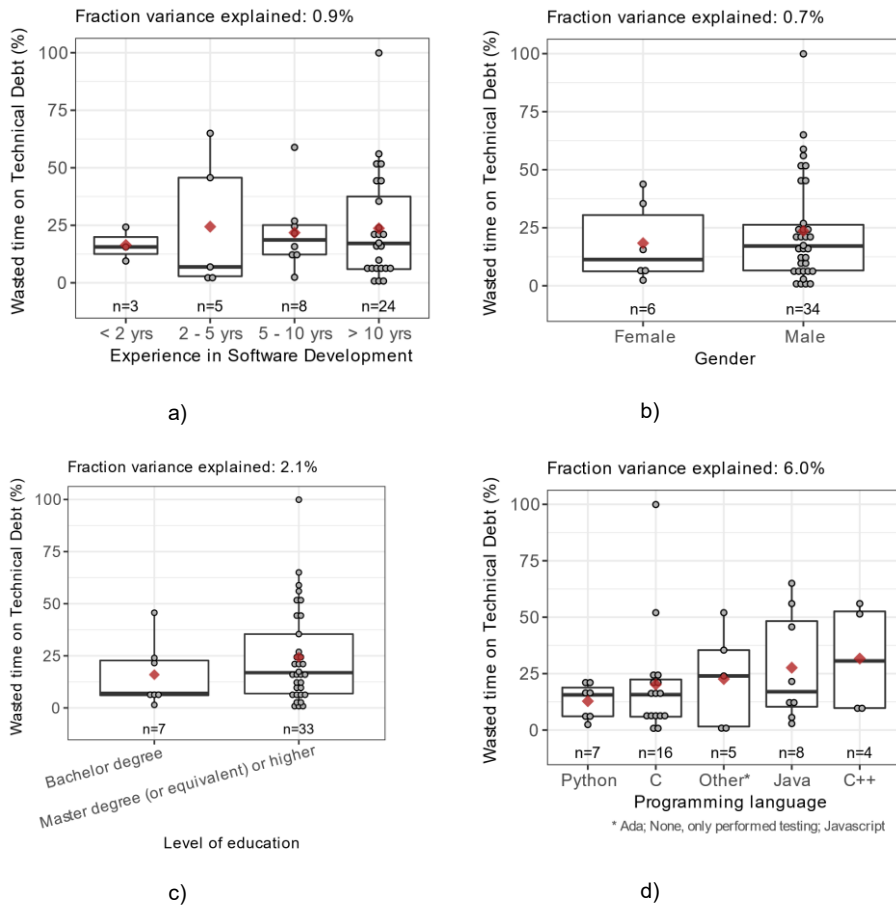 Fraction variance explained: 0.9%
Wasted time on Technical Debt (%)
100
75
50
25
0
n=3 n=5 n=8 n=24
< 2 yrs 2 - 5 yrs 5 - 10 yrs > 10 yrs
Experience in Software Development
a)
Fraction variance explained: 0.7%
Wasted time on Technical Debt (%)
100
75
50
25
0
n=6 n=34
Female Male
Gender
b)
Fraction variance explained: 2.1%
Wasted time on Technical Debt (%)
100
75
50
25
0
n=7 n=33
Bachelor degree
Master degree (or equivalent) or higher
Level of education
c)
Fraction variance explained: 6.0%
Wasted time on Technical Debt (%)
100
75
50
25
0
n=7 n=16 n=5 n=8 n=4
Python C Other* Java C++
Programming language
* Ada; None, only performed testing; Javascript
d)